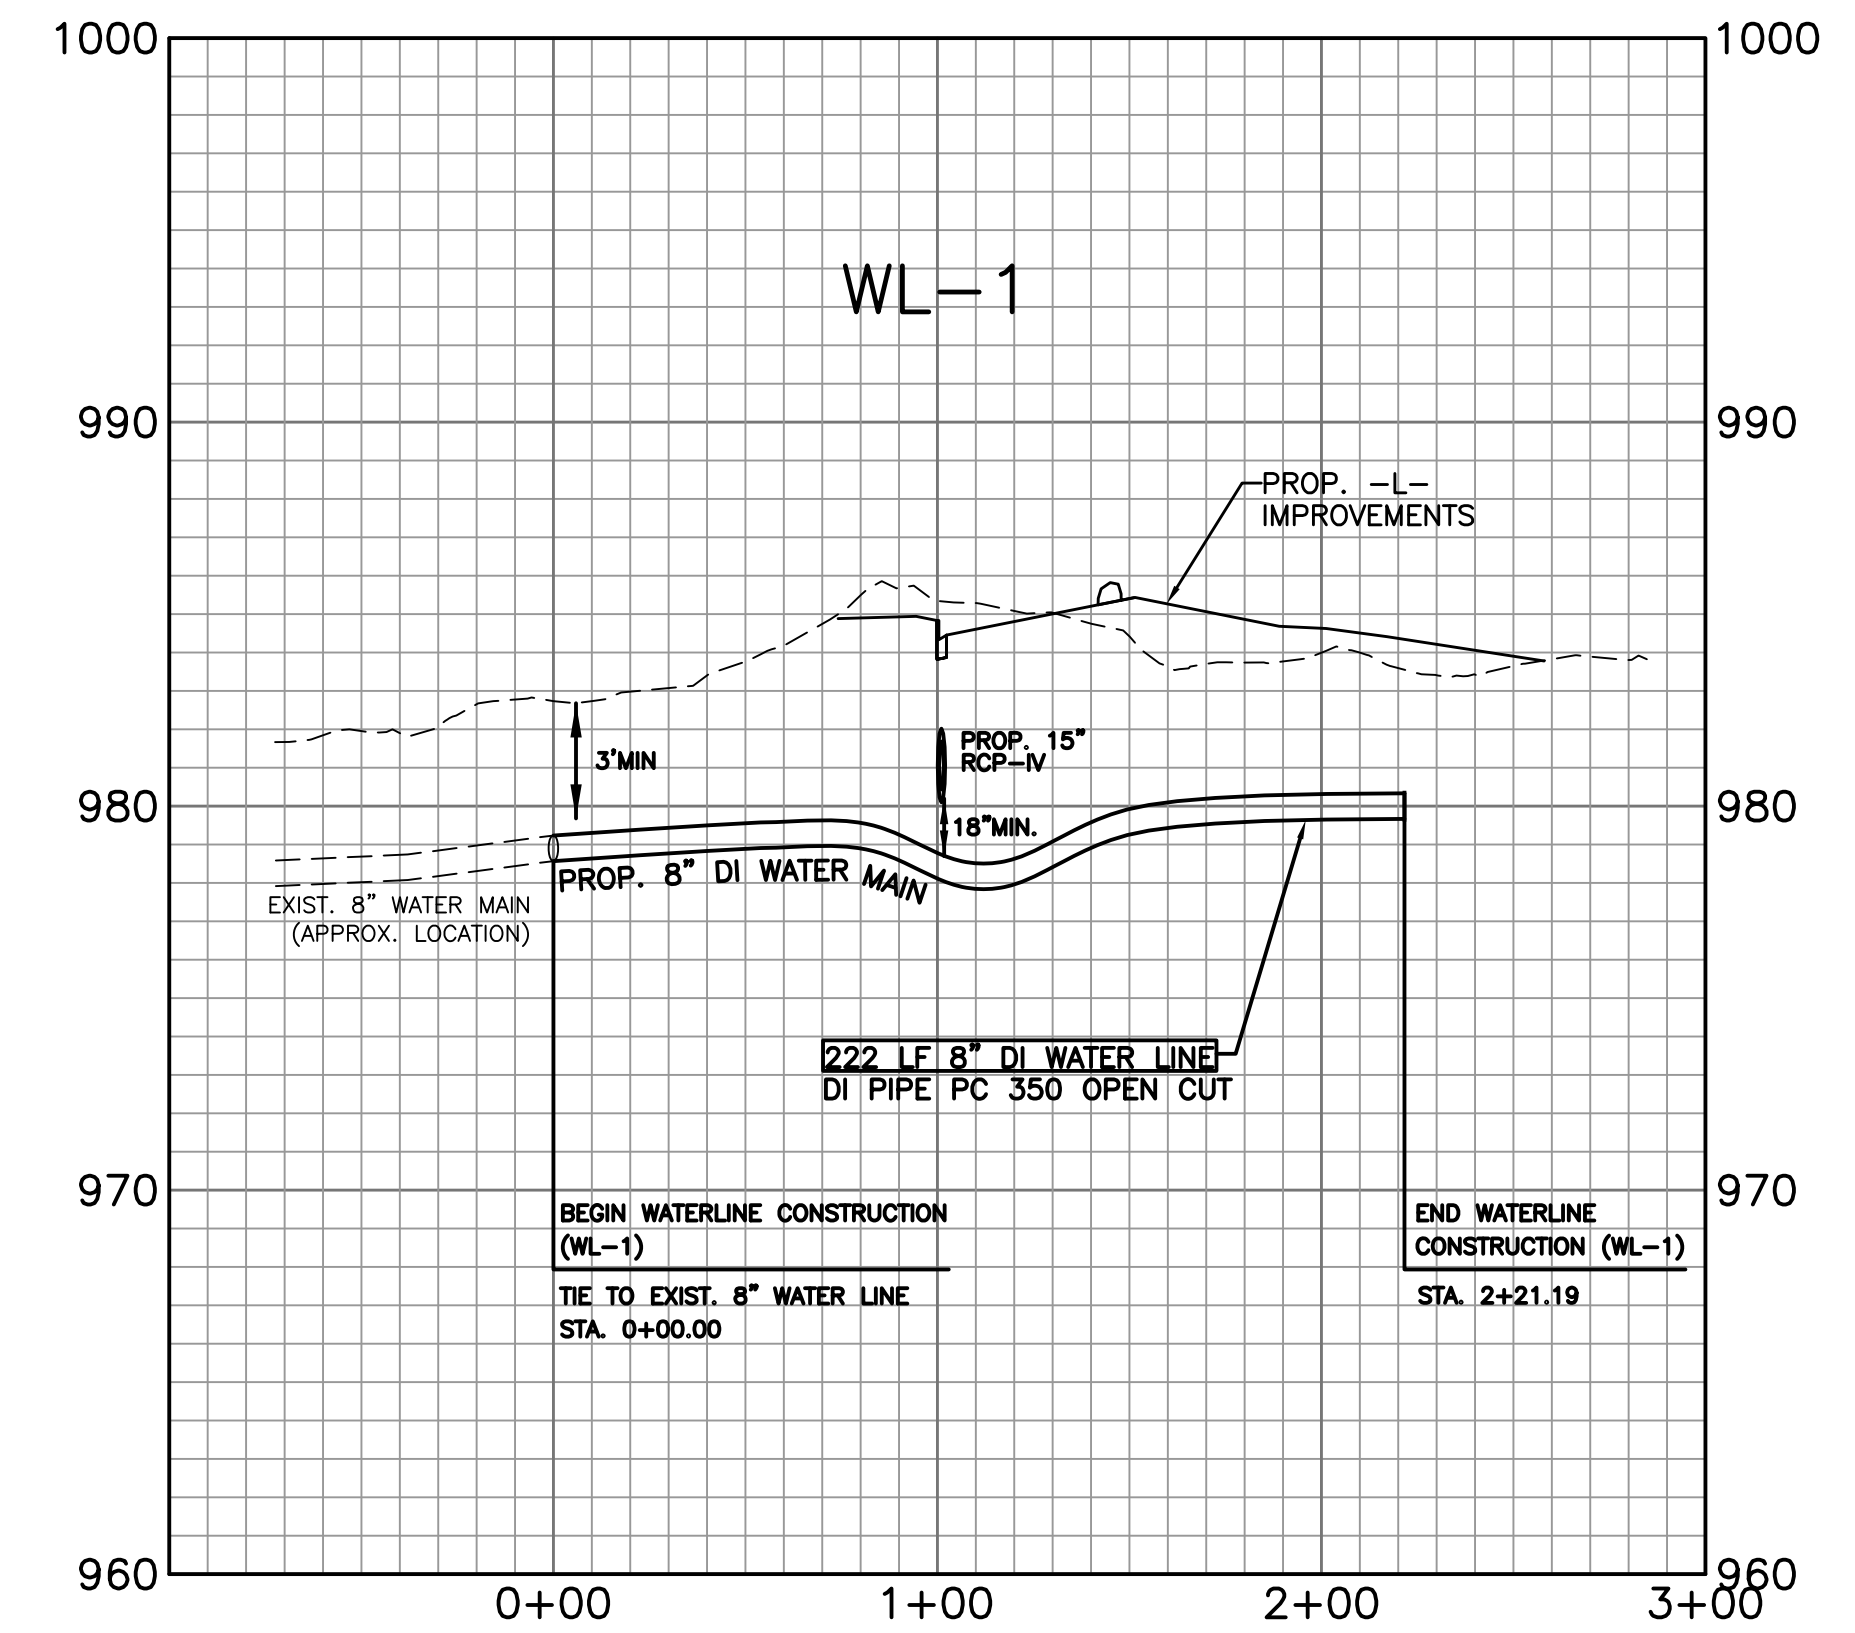 1000
1000
WL-1
990
990
PROP. -L-
IMPROVEMENTS
PROP. 15"
RCP-IV
3'MIN
980
980
18"MIN.
PROP. 8" DI WATER MAIN
EXIST. 8" WATER MAIN
(APPROX. LOCATION)
222 LF 8" DI WATER LINE
DI PIPE PC 350 OPEN CUT
970
970
BEGIN WATERLINE CONSTRUCTION
(WL-1)
TIE TO EXIST. 8" WATER LINE
STA. 0+00.00
END WATERLINE
CONSTRUCTION (WL-1)
STA. 2+21.19
960
960
0+00
1+00
2+00
3+00